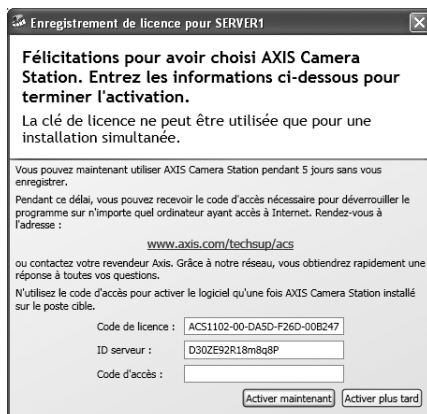 Enregistrement de licence pour SERVER1
Félicitations pour avoir choisi AXIS Camera
Station. Entrez les informations ci-dessous pour
terminer l'activation.
La clé de licence ne peut être utilisée que pour une
installation simultanée.
Vous pouvez maintenant utiliser AXIS Camera Station pendant 5 jours sans vous
enregistrer.
Pendant ce délai, vous pouvez recevoir le code d'accès nécessaire pour déverrouiller le
programme sur n'importe quel ordinateur ayant accès à Internet. Rendez-vous à
l'adresse :
www.axis.com/techsup/acs
ou contactez votre revendeur Axis. Grâce à notre réseau, vous obtiendrez rapidement une
réponse à toutes vos questions.
N'utilisez le code d'accès pour activer le logiciel qu'une fois AXIS Camera Station installé
sur le poste cible.
Code de licence : ACS1102-00-DA5D-F26D-00B247
ID serveur : D30ZE92R18m8q8P
Code d'accès :
Activer maintenant Activer plus tard